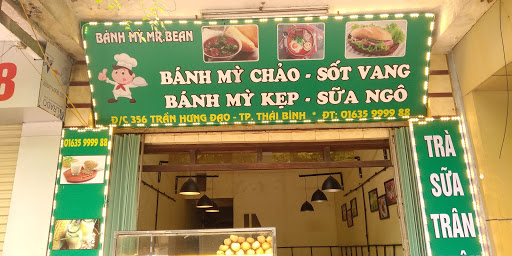 BÁNH MỲ MR.BEAN
BÁNH MỲ CHẢO - SỐT VANG
BÁNH MỲ KẸP - SỮA NGÔ
Đ/C 356 TRẦN HƯNG ĐẠO - TP. THÁI BÌNH * ĐT: 01635 9999 88
8
01635 9999 88
TRÀ
SỮA
TRÂN